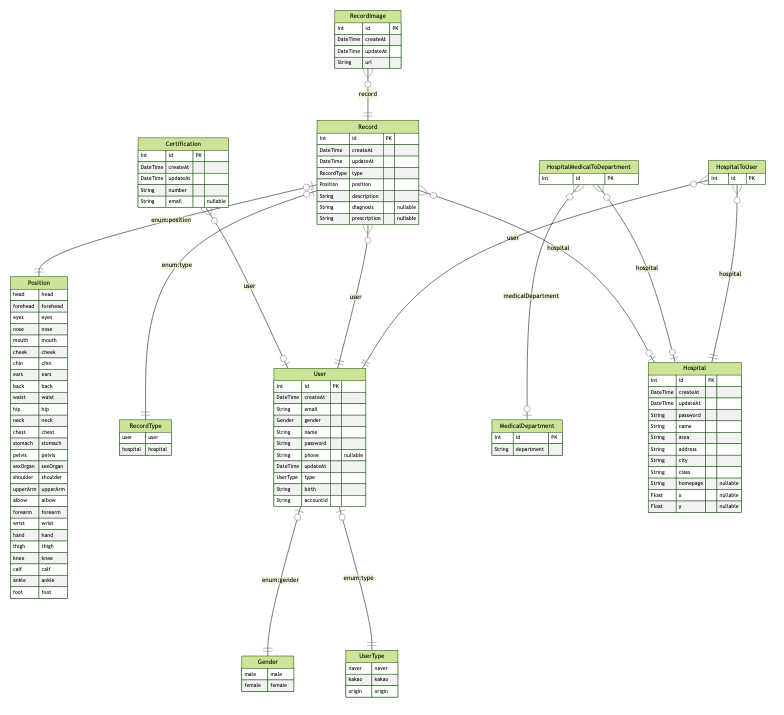 RecordImage
Int id PK
DateTime createAt
DateTime updateAt
String url
record
Record
Int id PK
DateTime createAt
DateTime updateAt
RecordType type
Position position
String description
String diagnosis nullable
String prescription nullable
Certification
Int id PK
DateTime createAt
DateTime updateAt
String number
String email nullable
HospitalMedicalToDepartment
Int id PK
HospitalToUser
Int id PK
enum:position
enum:type
user
user
user
hospital
hospital
hospital
medicalDepartment
Position
head head
forehead forehead
eyes eyes
nose nose
mouth mouth
cheek cheek
chin chin
ears ears
back back
waist waist
hip hip
neck neck
chest chest
stomach stomach
pelvis pelvis
sexOrgan sexOrgan
shoulder shoulder
upperArm upperArm
albow albow
forearm forearm
wrist wrist
hand hand
thigh thigh
knee knee
calf calf
ankle ankle
foot foot
RecordType
user user
hospital hospital
User
Int id PK
DateTime createAt
String email
Gender gender
String name
String password
String phone nullable
DateTime updateAt
UserType type
String birth
String accountId
MedicalDepartment
Int id PK
String department
Hospital
Int id PK
DateTime createAt
DateTime updateAt
String password
String name
String area
String address
String city
String class
String homepage nullable
Float x nullable
Float y nullable
enum:gender
enum:type
Gender
male male
female female
UserType
naver naver
kakao kakao
origin origin